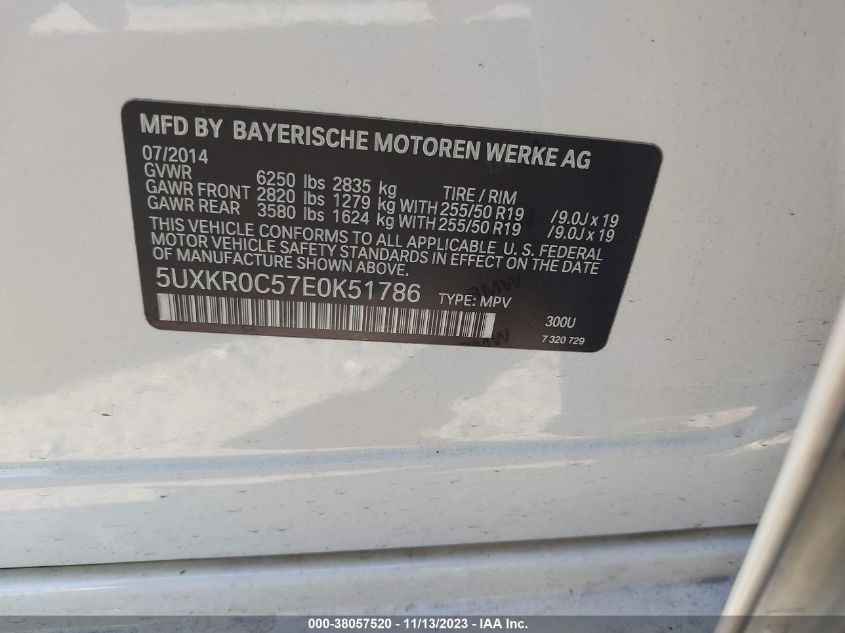 MFD BY BAYERISCHE MOTOREN WERKE AG
07/2014
GVWR 6250 lbs 2835 kg TIRE / RIM
GAWR FRONT 2820 lbs 1279 kg WITH 255/50 R19 /9.0J x 19
GAWR REAR 3580 lbs 1624 kg WITH 255/50 R19 /9.0J x 19
THIS VEHICLE CONFORMS TO ALL APPLICABLE U. S. FEDERAL
MOTOR VEHICLE SAFETY STANDARDS IN EFFECT ON THE DATE
OF MANUFACTURE SHOWN ABOVE.
5UXKR0C57E0K51786 TYPE: MPV
300U
7 320 729
BMW
BMW
000-38057520 - 11/13/2023 - IAA Inc.